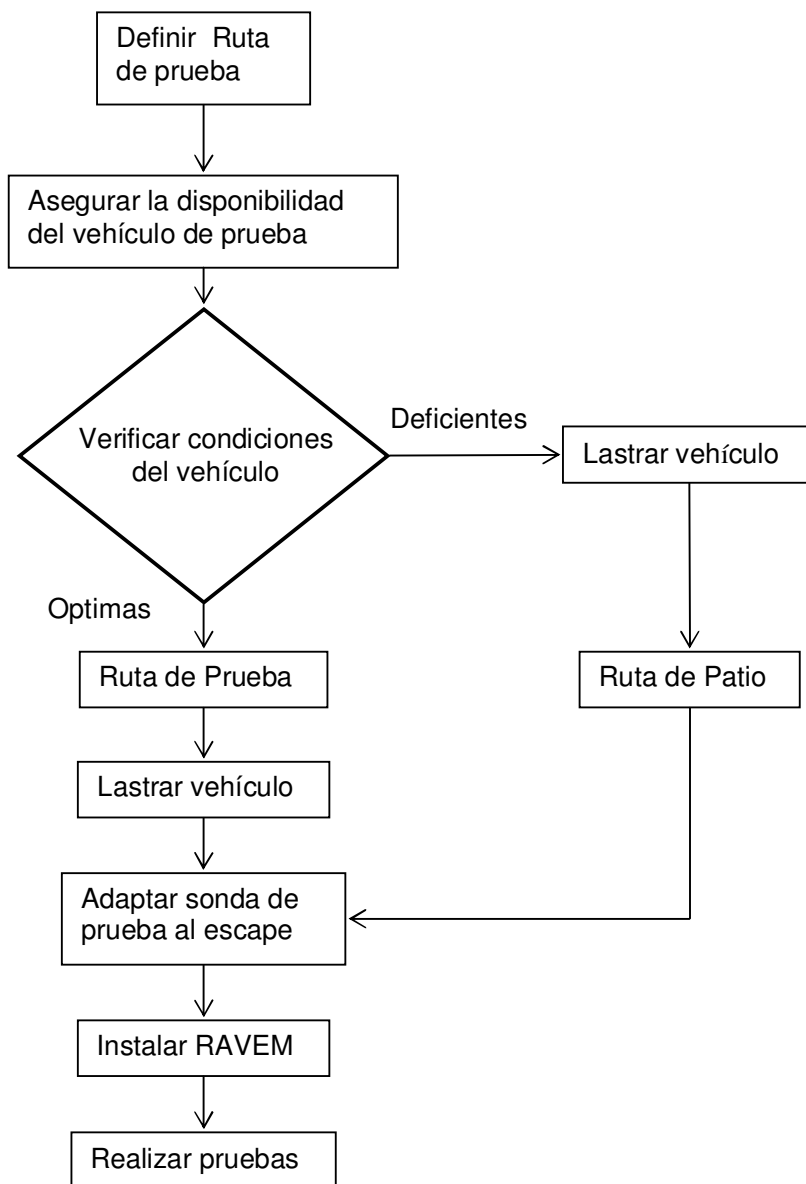 Definir Ruta
de prueba
Asegurar la disponibilidad
del vehículo de prueba
Verificar condiciones
del vehículo
Deficientes
Lastrar vehículo
Optimas
Ruta de Prueba
Ruta de Patio
Lastrar vehículo
Adaptar sonda de
prueba al escape
Instalar RAVEM
Realizar pruebas